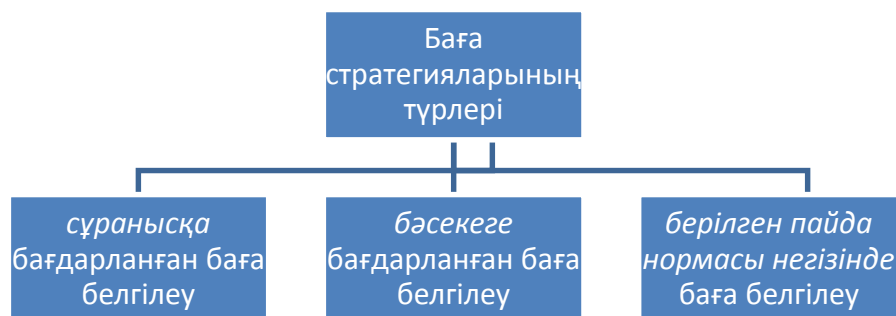 Баға
стратегияларының
түрлері
сұранысқа
бағдарланған баға
белгілеу
бәсекеге
бағдарланған баға
белгілеу
берілген пайда
нормасы негізінде
баға белгілеу